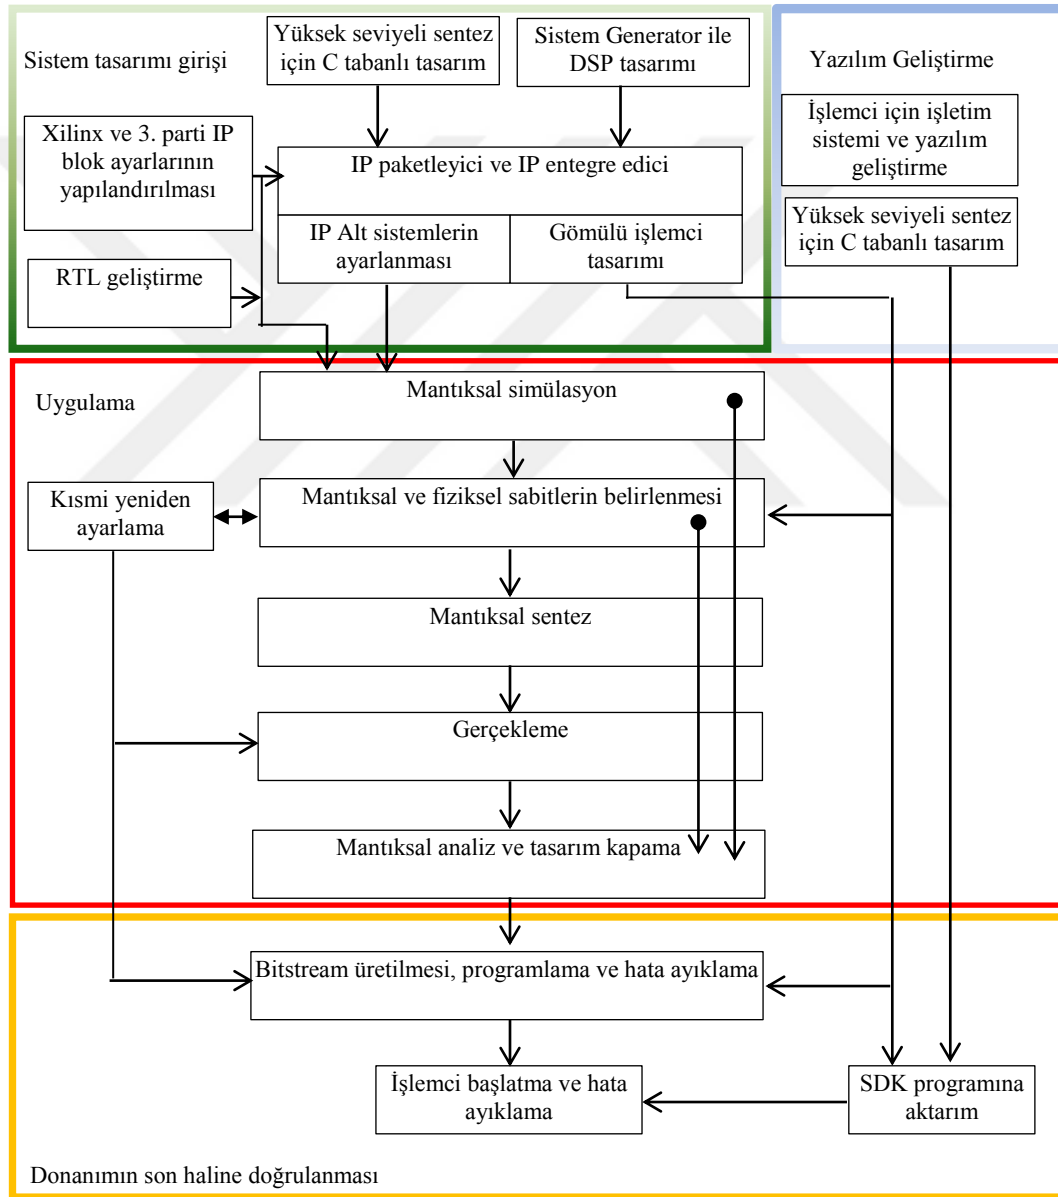 Sistem tasarımı girişi
Yüksek seviyeli sentez
için C tabanlı tasarım
Sistem Generator ile
DSP tasarımı
Xilinx ve 3. parti IP
blok ayarlarının
yapılandırılması
IP paketleyici ve IP entegre edici
IP Alt sistemlerin
ayarlanması
Gömülü işlemci
tasarımı
RTL geliştirme
Yazılım Geliştirme
İşlemci için işletim
sistemi ve yazılım
geliştirme
Yüksek seviyeli sentez
için C tabanlı tasarım
Uygulama
Mantıksal simülasyon
Kısmi yeniden
ayarlama
Mantıksal ve fiziksel sabitlerin belirlenmesi
Mantıksal sentez
Gerçekleme
Mantıksal analiz ve tasarım kapama
Bitstream üretilmesi, programlama ve hata ayıklama
İşlemci başlatma ve hata
ayıklama
SDK programına
aktarım
Donanımın son haline doğrulanması